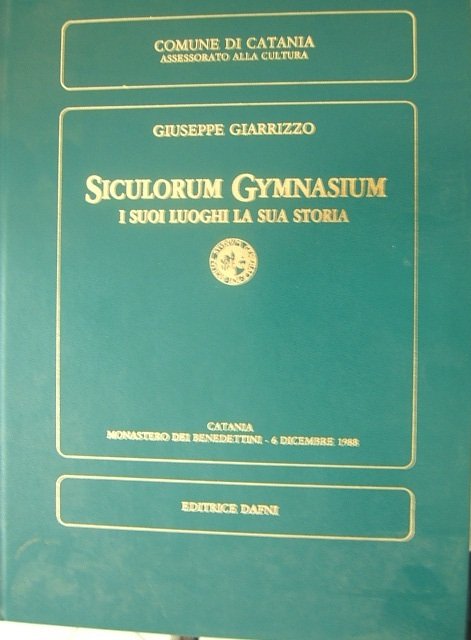 COMUNE DI CATANIA
ASSESSORATO ALLA CULTURA
GIUSEPPE GIARRIZZO
SICULORUM GYMNASIUM
I SUOI LUOGHI LA SUA STORIA
CATANIA
MONASTERO DEI BENEDETTINI - 6 DICEMBRE 1988
EDITRICE DAFNI